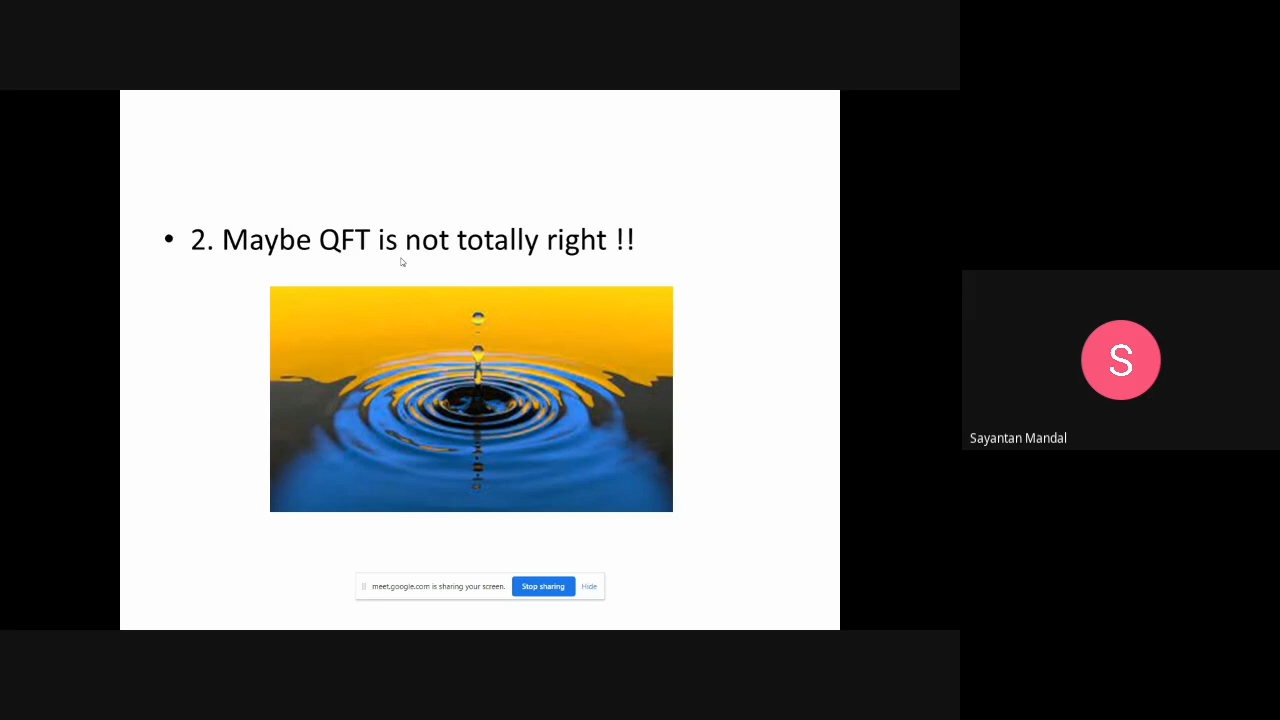 • 2. Maybe QFT is not totally right !!
meet.google.com is sharing your screen. Stop sharing Hide
S
Sayantan Mandal